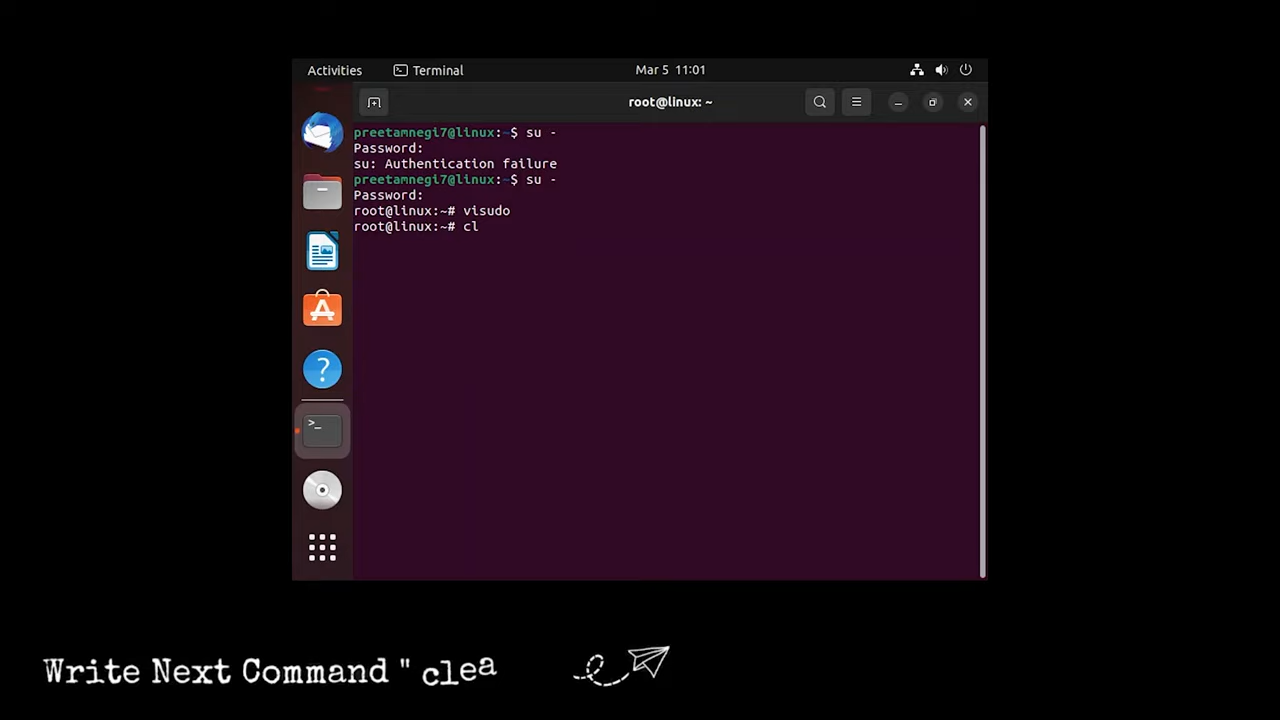 Activities Terminal Mar 5 11:01
root@linux: ~
preetamnegi7@linux:~$ su -
Password:
su: Authentication failure
preetamnegi7@linux:~$ su -
Password:
root@linux:~# visudo
root@linux:~# cl
Write Next Command " clea